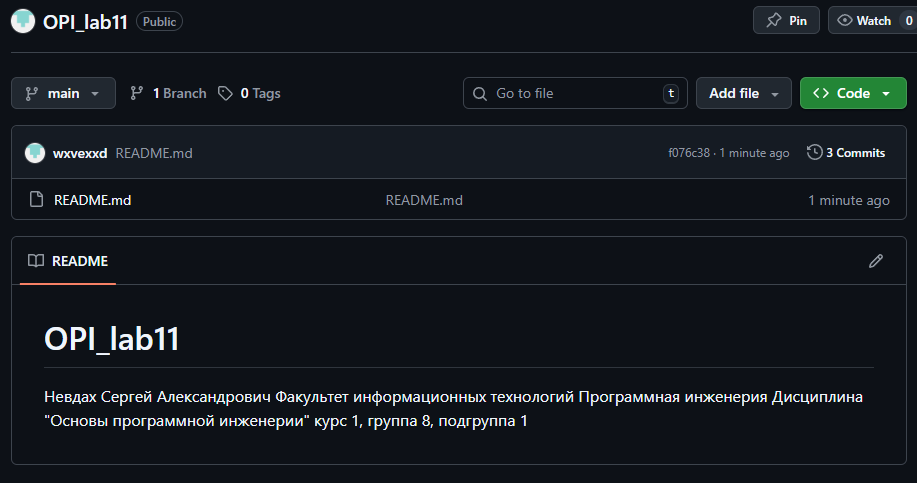 OPI_lab11 Public Pin Watch 0
main 1 Branch 0 Tags Go to file t Add file Code
wxvexxd README.md f076c38 · 1 minute ago 3 Commits
README.md README.md 1 minute ago
README
OPI_lab11
Невдах Сергей Александрович Факультет информационных технологий Программная инженерия Дисциплина
"Основы программной инженерии" курс 1, группа 8, подгруппа 1